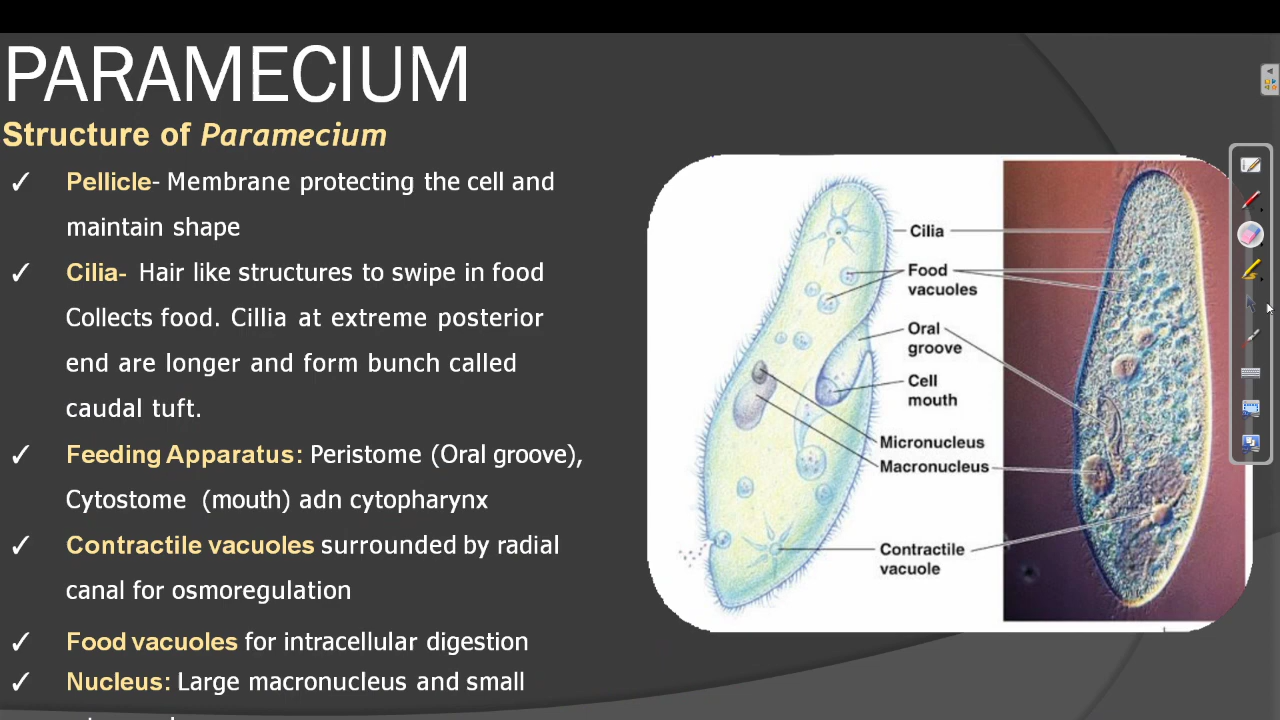 PARAMECIUM
Structure of Paramecium
✓ Pellicle- Membrane protecting the cell and
maintain shape
✓ Cilia- Hair like structures to swipe in food
Collects food. Cillia at extreme posterior
end are longer and form bunch called
caudal tuft.
✓ Feeding Apparatus: Peristome (Oral groove),
Cytostome (mouth) adn cytopharynx
✓ Contractile vacuoles surrounded by radial
canal for osmoregulation
✓ Food vacuoles for intracellular digestion
✓ Nucleus: Large macronucleus and small
Cilia
Food
vacuoles
Oral
groove
Cell
mouth
Micronucleus
Macronucleus
Contractile
vacuole